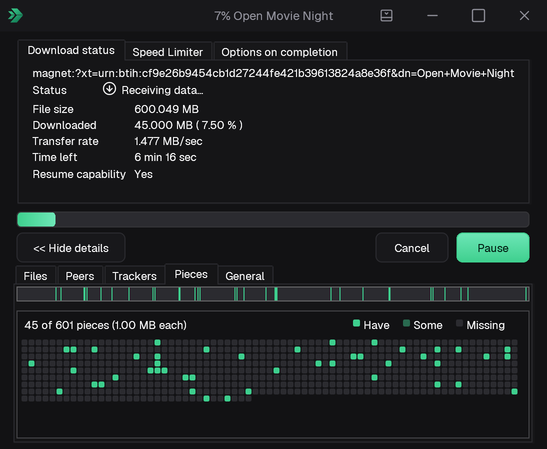 7% Open Movie Night
Download status
Speed Limiter
Options on completion
magnet:?xt=urn:btih:cf9e26b9454cb1d27244fe421b39613824a8e36f&dn=Open+Movie+Night
Status Receiving data...
File size 600.049 MB
Downloaded 45.000 MB ( 7.50 % )
Transfer rate 1.477 MB/sec
Time left 6 min 16 sec
Resume capability Yes
<< Hide details
Cancel
Pause
Files
Peers
Trackers
Pieces
General
45 of 601 pieces (1.00 MB each)
Have
Some
Missing